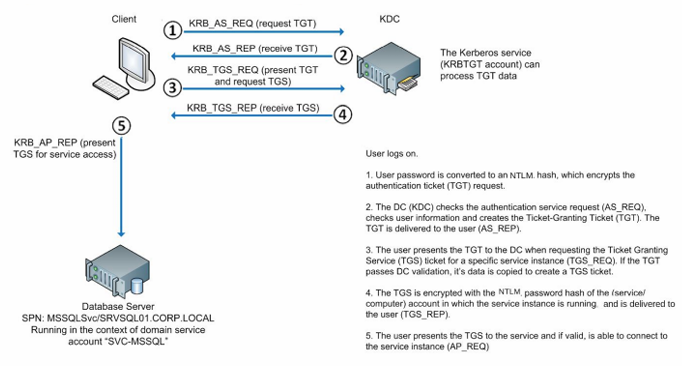 Client
KDC
1
KRB_AS_REQ (request TGT)
KRB_AS_REP (receive TGT)
2
KRB_TGS_REQ (present TGT
and request TGS)
3
KRB_TGS_REP (receive TGS)
4
The Kerberos service
(KRBTGT account) can
process TGT data
5
KRB_AP_REP (present
TGS for service access)
Database Server
SPN: MSSQLSvc/SRVSQL01.CORP.LOCAL
Running in the context of domain service
account “SVC-MSSQL”
User logs on.
1. User password is converted to an NTLM hash, which encrypts the
authentication ticket (TGT) request.
2. The DC (KDC) checks the authentication service request (AS_REQ),
checks user information and creates the Ticket-Granting Ticket (TGT). The
TGT is delivered to the user (AS_REP).
3. The user presents the TGT to the DC when requesting the Ticket Granting
Service (TGS) ticket for a specific service instance (TGS_REQ). If the TGT
passes DC validation, it’s data is copied to create a TGS ticket.
4. The TGS is encrypted with the NTLM password hash of the (service/
computer) account in which the service instance is running. and is delivered to
the user (TGS_REP).
5. The user presents the TGS to the service and if valid, is able to connect to
the service instance (AP_REQ)